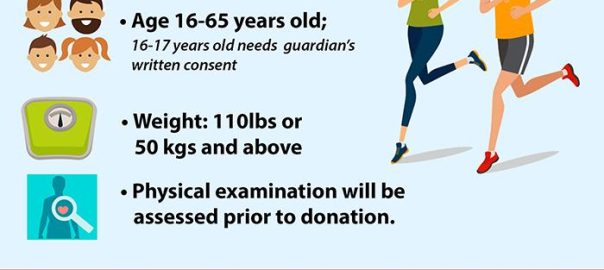 • Age 16-65 years old;
16-17 years old needs guardian's
written consent
• Weight: 110lbs or
50 kgs and above
• Physical examination will be
assessed prior to donation.